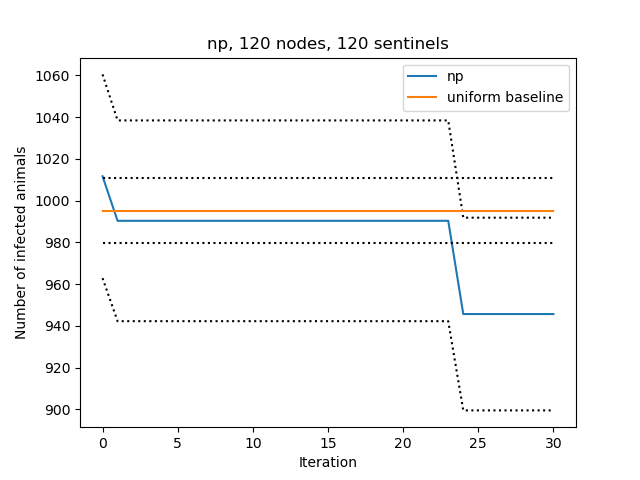 np, 120 nodes, 120 sentinels
np
uniform baseline
Number of infected animals
1060
1040
1020
1000
980
960
940
920
900
0 5 10 15 20 25 30
Iteration